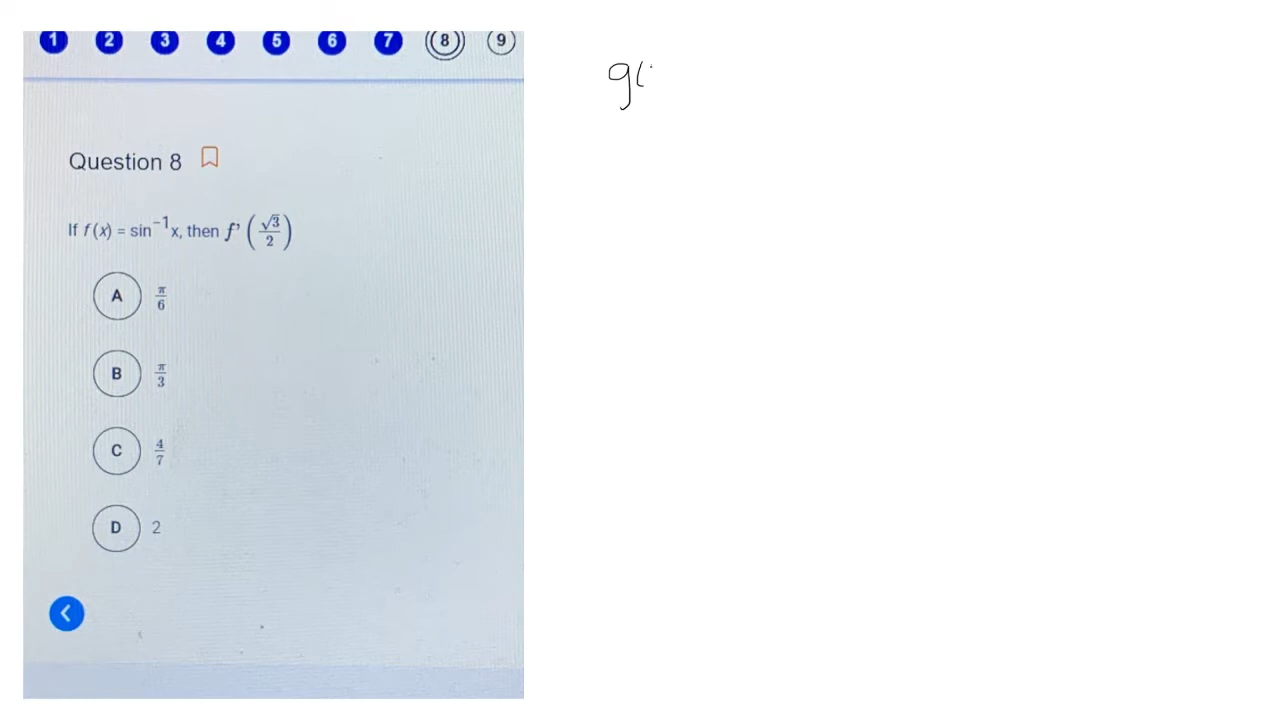 1 2 3 4 5 6 7 8 9
g(
Question 8
If f(x) = sin⁻¹x, then f' (√3/2)
A π/6
B π/3
C 4/7
D 2